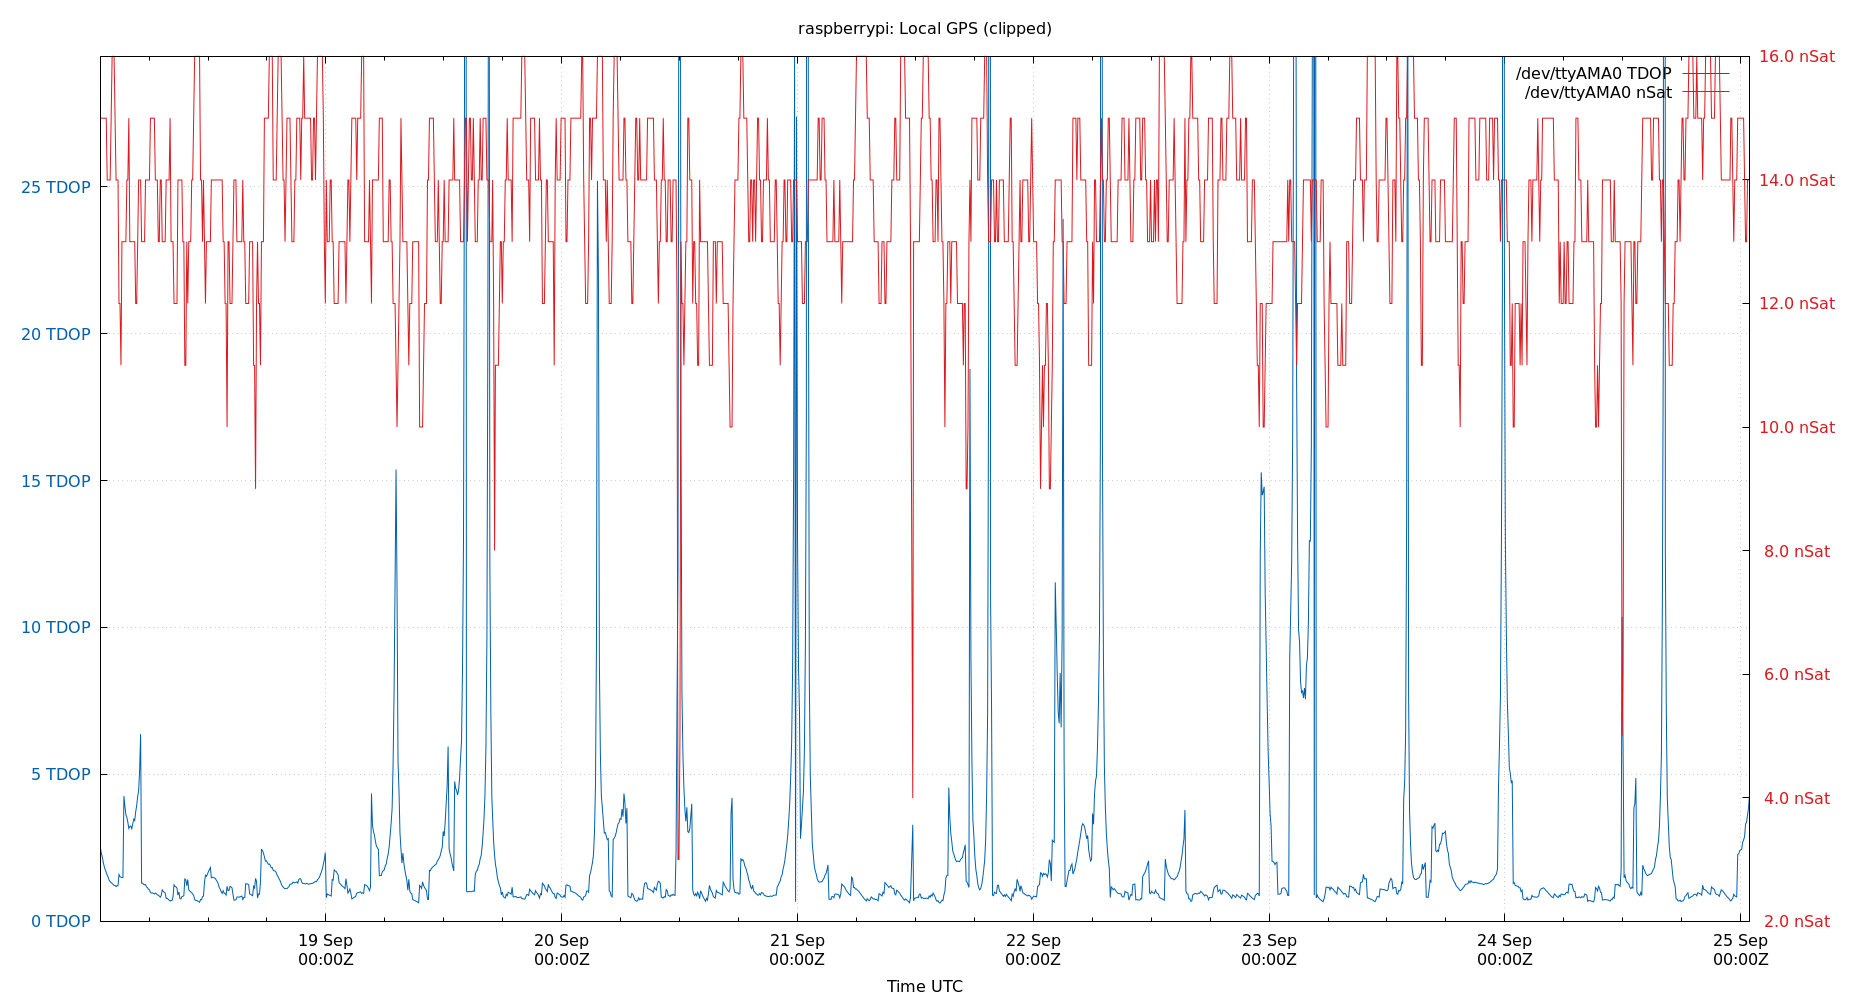 raspberrypi: Local GPS (clipped)
16.0 nSat
/dev/ttyAMA0 TDOP
/dev/ttyAMA0 nSat
25 TDOP
14.0 nSat
20 TDOP
12.0 nSat
10.0 nSat
15 TDOP
8.0 nSat
10 TDOP
6.0 nSat
5 TDOP
4.0 nSat
0 TDOP
2.0 nSat
19 Sep
00:00Z
20 Sep
00:00Z
21 Sep
00:00Z
22 Sep
00:00Z
23 Sep
00:00Z
24 Sep
00:00Z
25 Sep
00:00Z
Time UTC